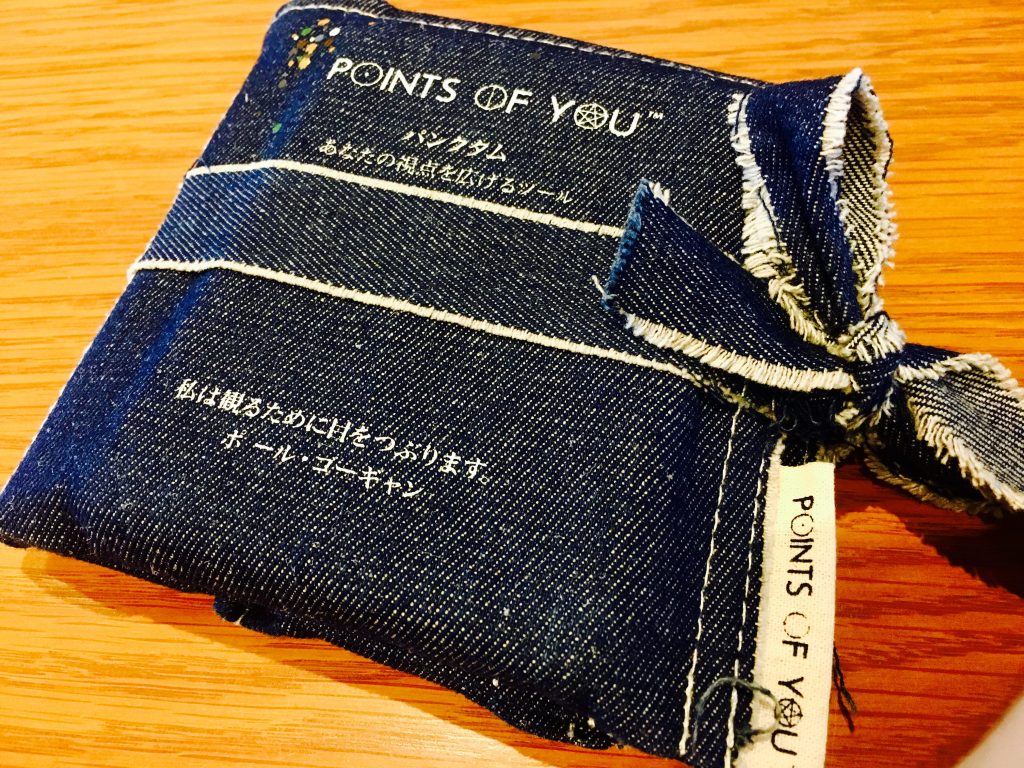 POINTS OF YOU™
パンクタム
あなたの視点を広げるツール
私は観るために目をつぶります。
ポール・ゴーギャン
POINTS OF YOU